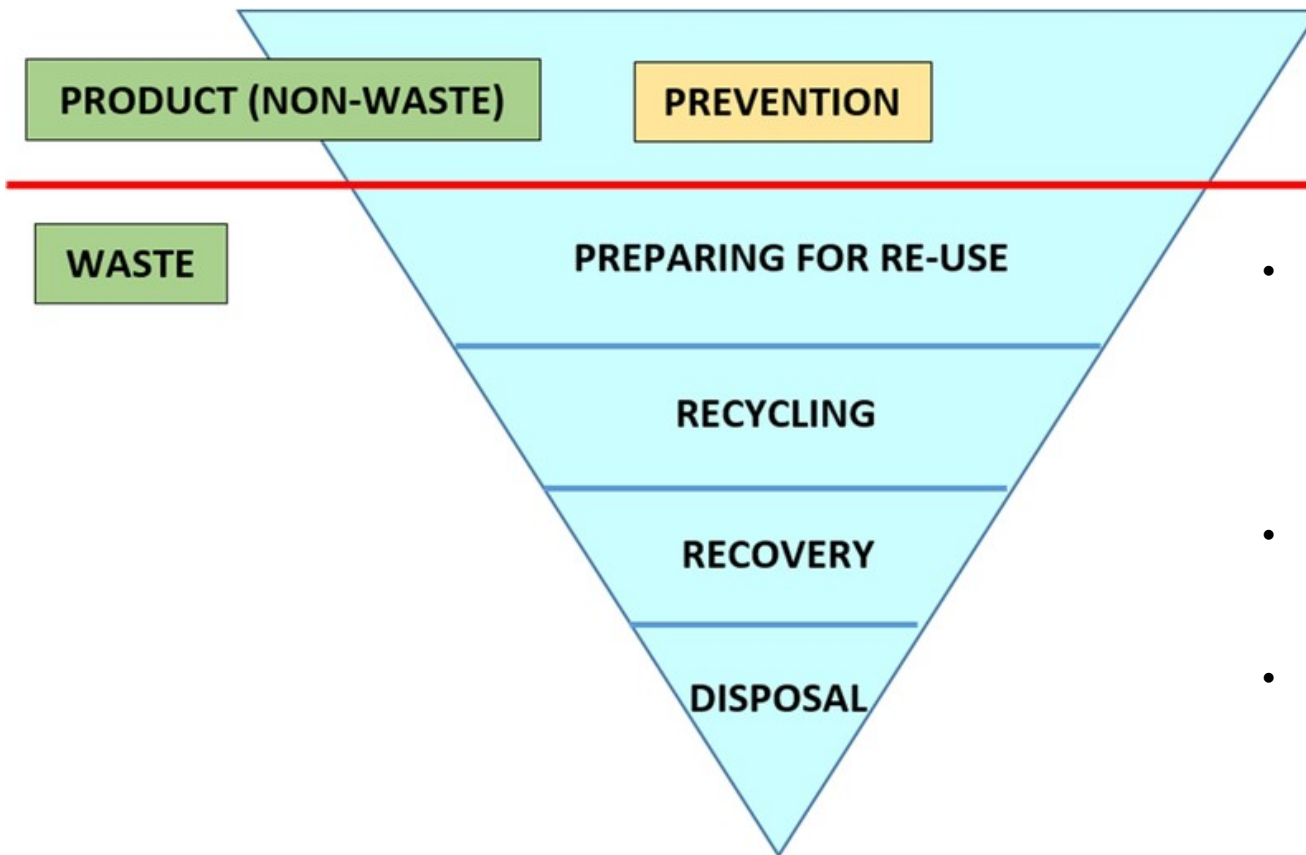 PRODUCT (NON-WASTE)
PREVENTION
WASTE
PREPARING FOR RE-USE
RECYCLING
RECOVERY
DISPOSAL